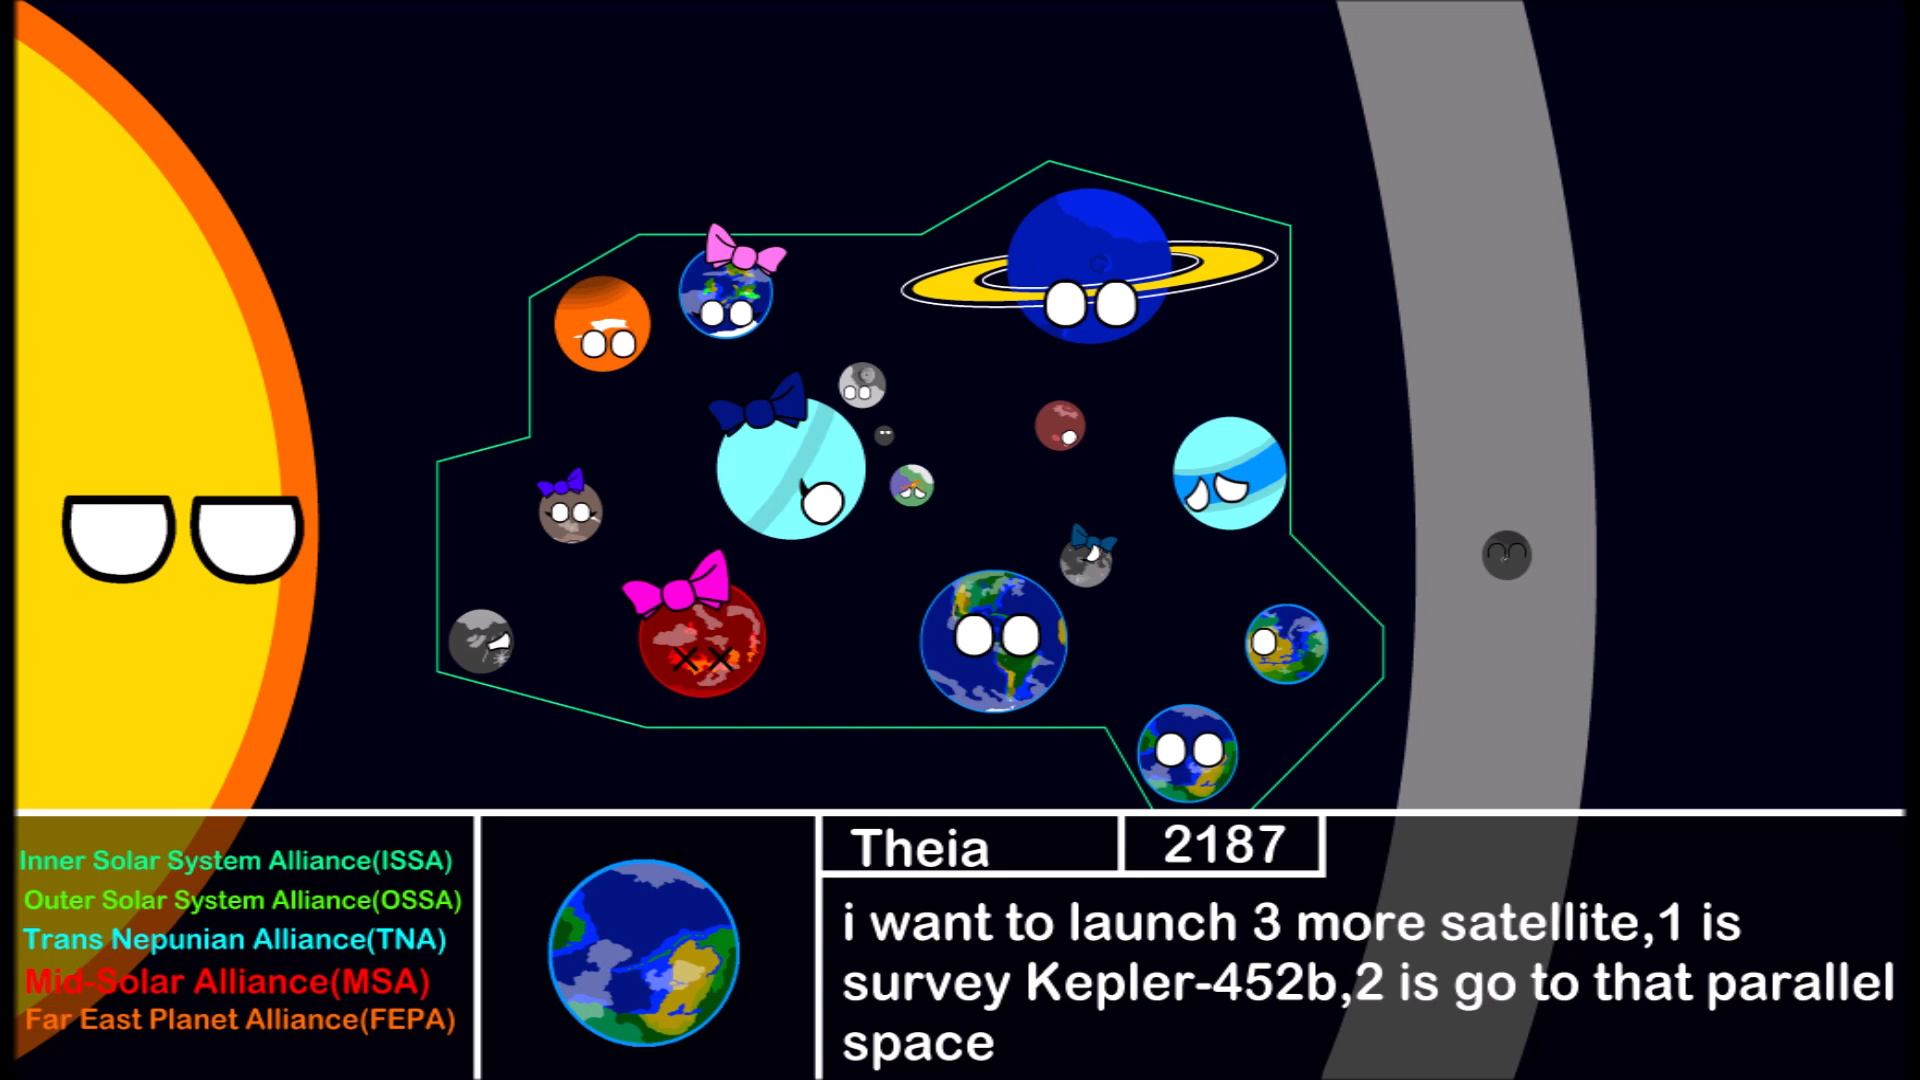 Inner Solar System Alliance(ISSA)
Outer Solar System Alliance(OSSA)
Trans Nepunian Alliance(TNA)
Mid-Solar Alliance(MSA)
Far East Planet Alliance(FEPA)
Theia
2187
i want to launch 3 more satellite,1 is
survey Kepler-452b,2 is go to that parallel
space